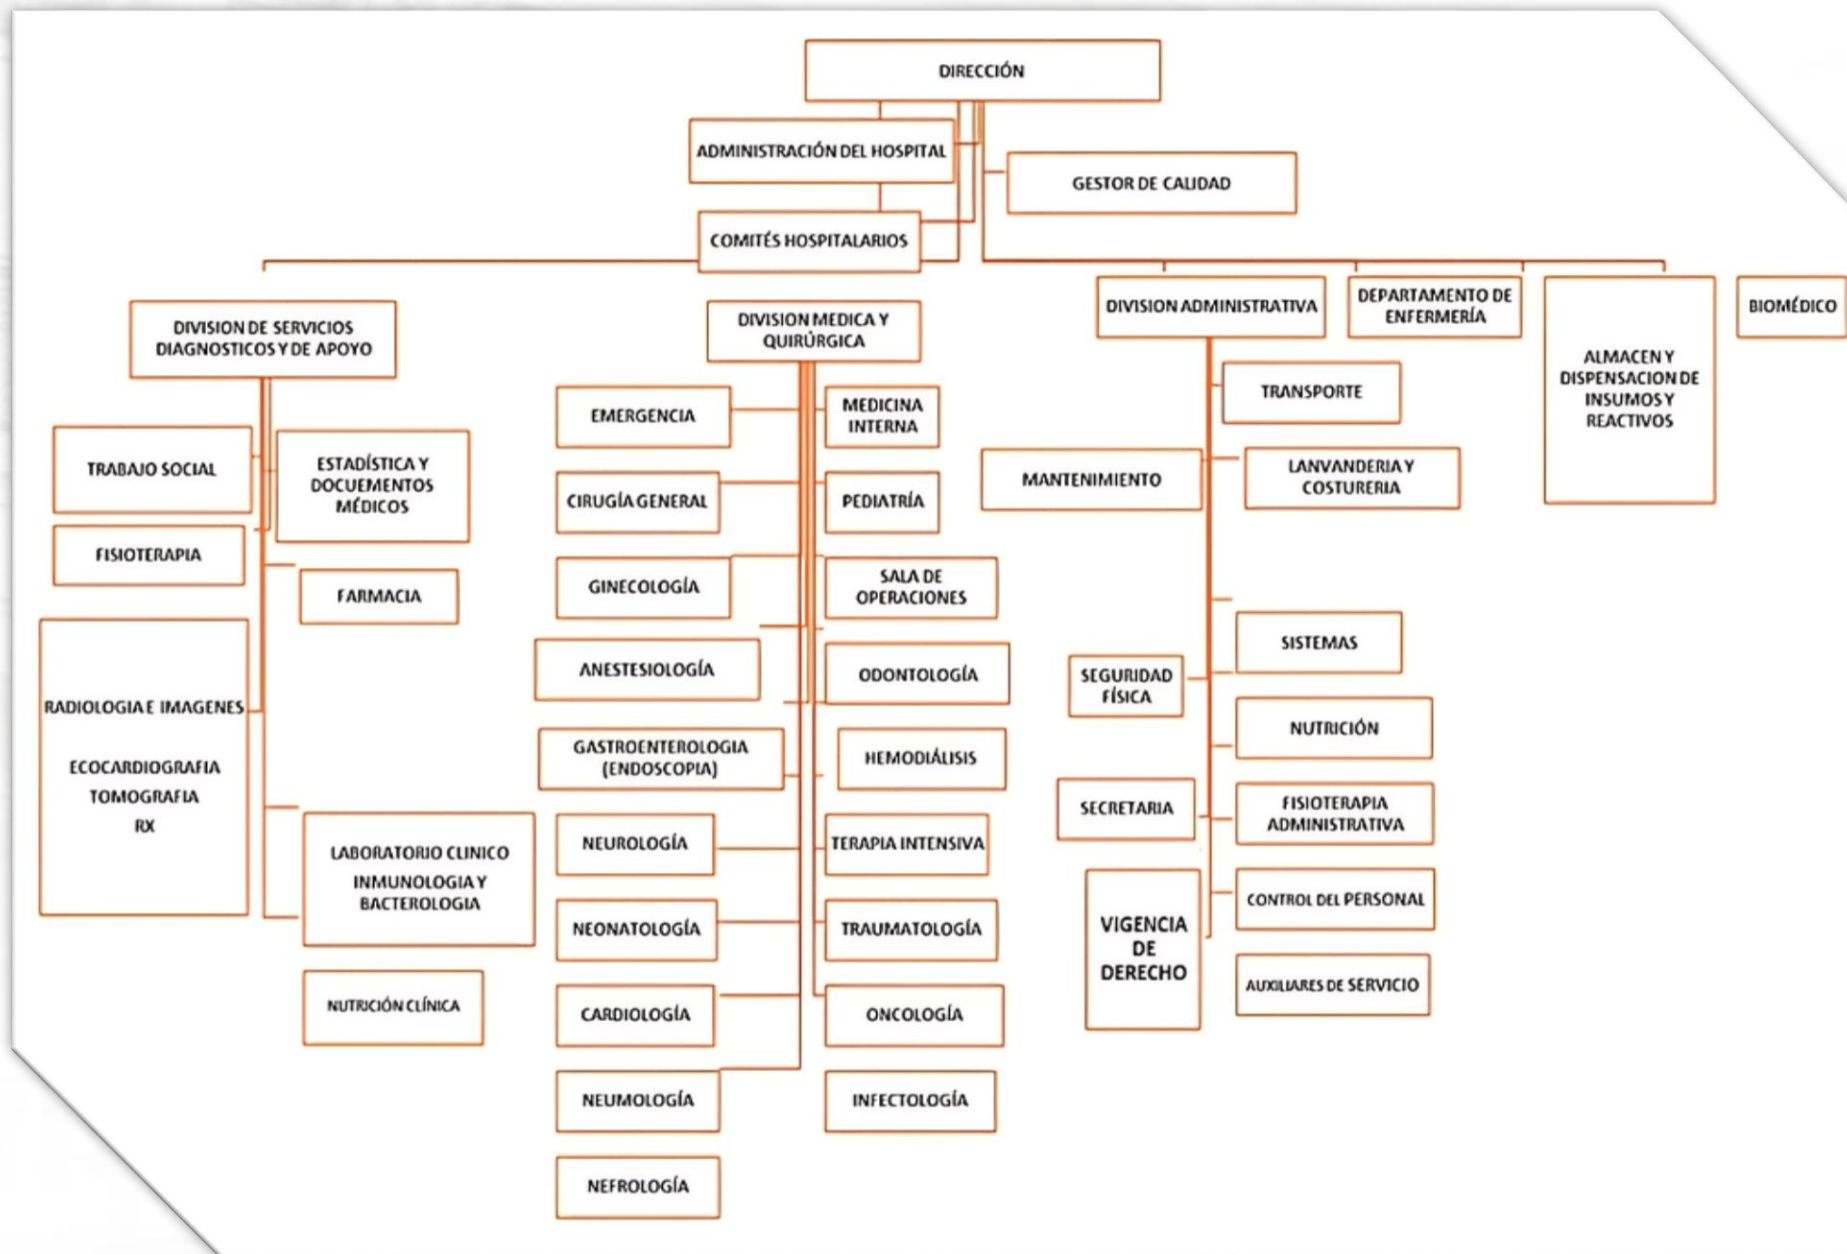 DIRECCIÓN
ADMINISTRACIÓN DEL HOSPITAL
GESTOR DE CALIDAD
COMITÉS HOSPITALARIOS
DIVISION DE SERVICIOS
DIAGNOSTICOS Y DE APOYO
TRABAJO SOCIAL
ESTADÍSTICA Y
DOCUEMENTOS
MÉDICOS
FISIOTERAPIA
FARMACIA
RADIOLOGIA E IMAGENES
ECOCARDIOGRAFIA
TOMOGRAFIA
RX
LABORATORIO CLINICO
INMUNOLOGIA Y
BACTEROLOGIA
NUTRICIÓN CLÍNICA
DIVISION MEDICA Y
QUIRÚRGICA
EMERGENCIA
MEDICINA
INTERNA
CIRUGÍA GENERAL
PEDIATRÍA
GINECOLOGÍA
SALA DE
OPERACIONES
ANESTESIOLOGÍA
ODONTOLOGÍA
GASTROENTEROLOGIA
(ENDOSCOPIA)
HEMODIÁLISIS
NEUROLOGÍA
TERAPIA INTENSIVA
NEONATOLOGÍA
TRAUMATOLOGÍA
CARDIOLOGÍA
ONCOLOGÍA
NEUMOLOGÍA
INFECTOLOGÍA
NEFROLOGÍA
DIVISION ADMINISTRATIVA
TRANSPORTE
MANTENIMIENTO
LANVANDERIA Y
COSTURERIA
SISTEMAS
SEGURIDAD
FÍSICA
NUTRICIÓN
SECRETARIA
FISIOTERAPIA
ADMINISTRATIVA
VIGENCIA
DE
DERECHO
CONTROL DEL PERSONAL
AUXILIARES DE SERVICIO
DEPARTAMENTO DE
ENFERMERÍA
ALMACEN Y
DISPENSACION DE
INSUMOS Y
REACTIVOS
BIOMÉDICO